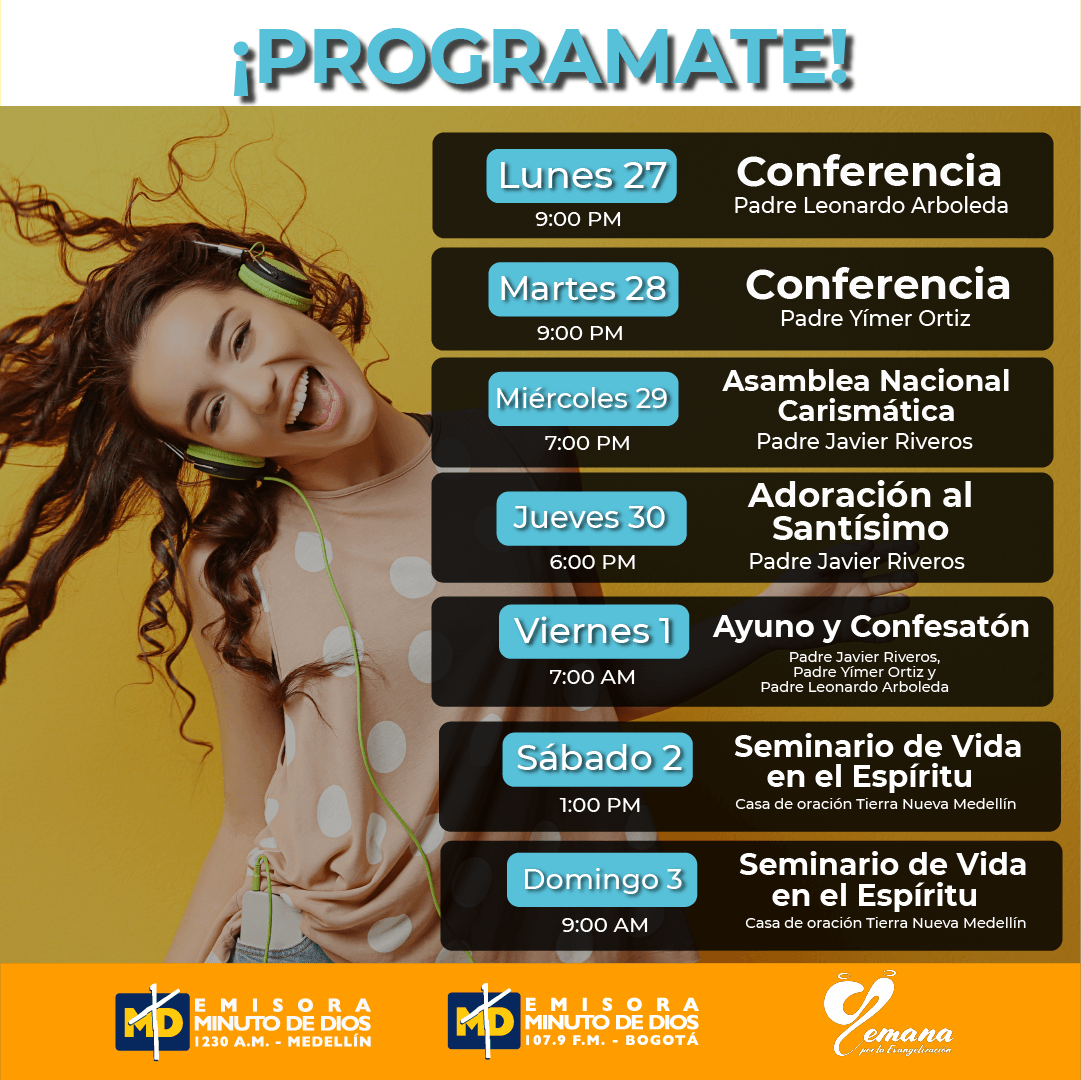 ¡PROGRAMATE!
Lunes 27
9:00 PM
Conferencia
Padre Leonardo Arboleda
Martes 28
9:00 PM
Conferencia
Padre Yímer Ortiz
Miércoles 29
7:00 PM
Asamblea Nacional
Carismática
Padre Javier Riveros
Jueves 30
6:00 PM
Adoración al
Santísimo
Padre Javier Riveros
Viernes 1
7:00 AM
Ayuno y Confesatón
Padre Javier Riveros,
Padre Yímer Ortiz y
Padre Leonardo Arboleda
Sábado 2
1:00 PM
Seminario de Vida
en el Espíritu
Casa de oración Tierra Nueva Medellín
Domingo 3
9:00 AM
Seminario de Vida
en el Espíritu
Casa de oración Tierra Nueva Medellín
MD
EMISORA
MINUTO DE DIOS
1230 A.M. - MEDELLÍN
MD
EMISORA
MINUTO DE DIOS
107.9 F.M. - BOGOTÁ
Semana
por la Evangelización